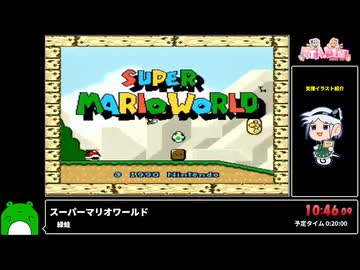 SUPER
MARIO WORLD
TM
© 1990 Nintendo
支援イラスト紹介
スーパーマリオワールド
緑蛙
10:46.09
予定タイム 0:20:00